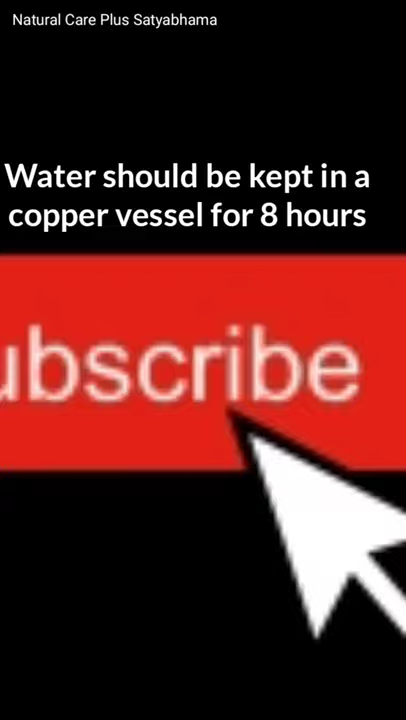 Natural Care Plus Satyabhama
Water should be kept in a
copper vessel for 8 hours
ubscribe